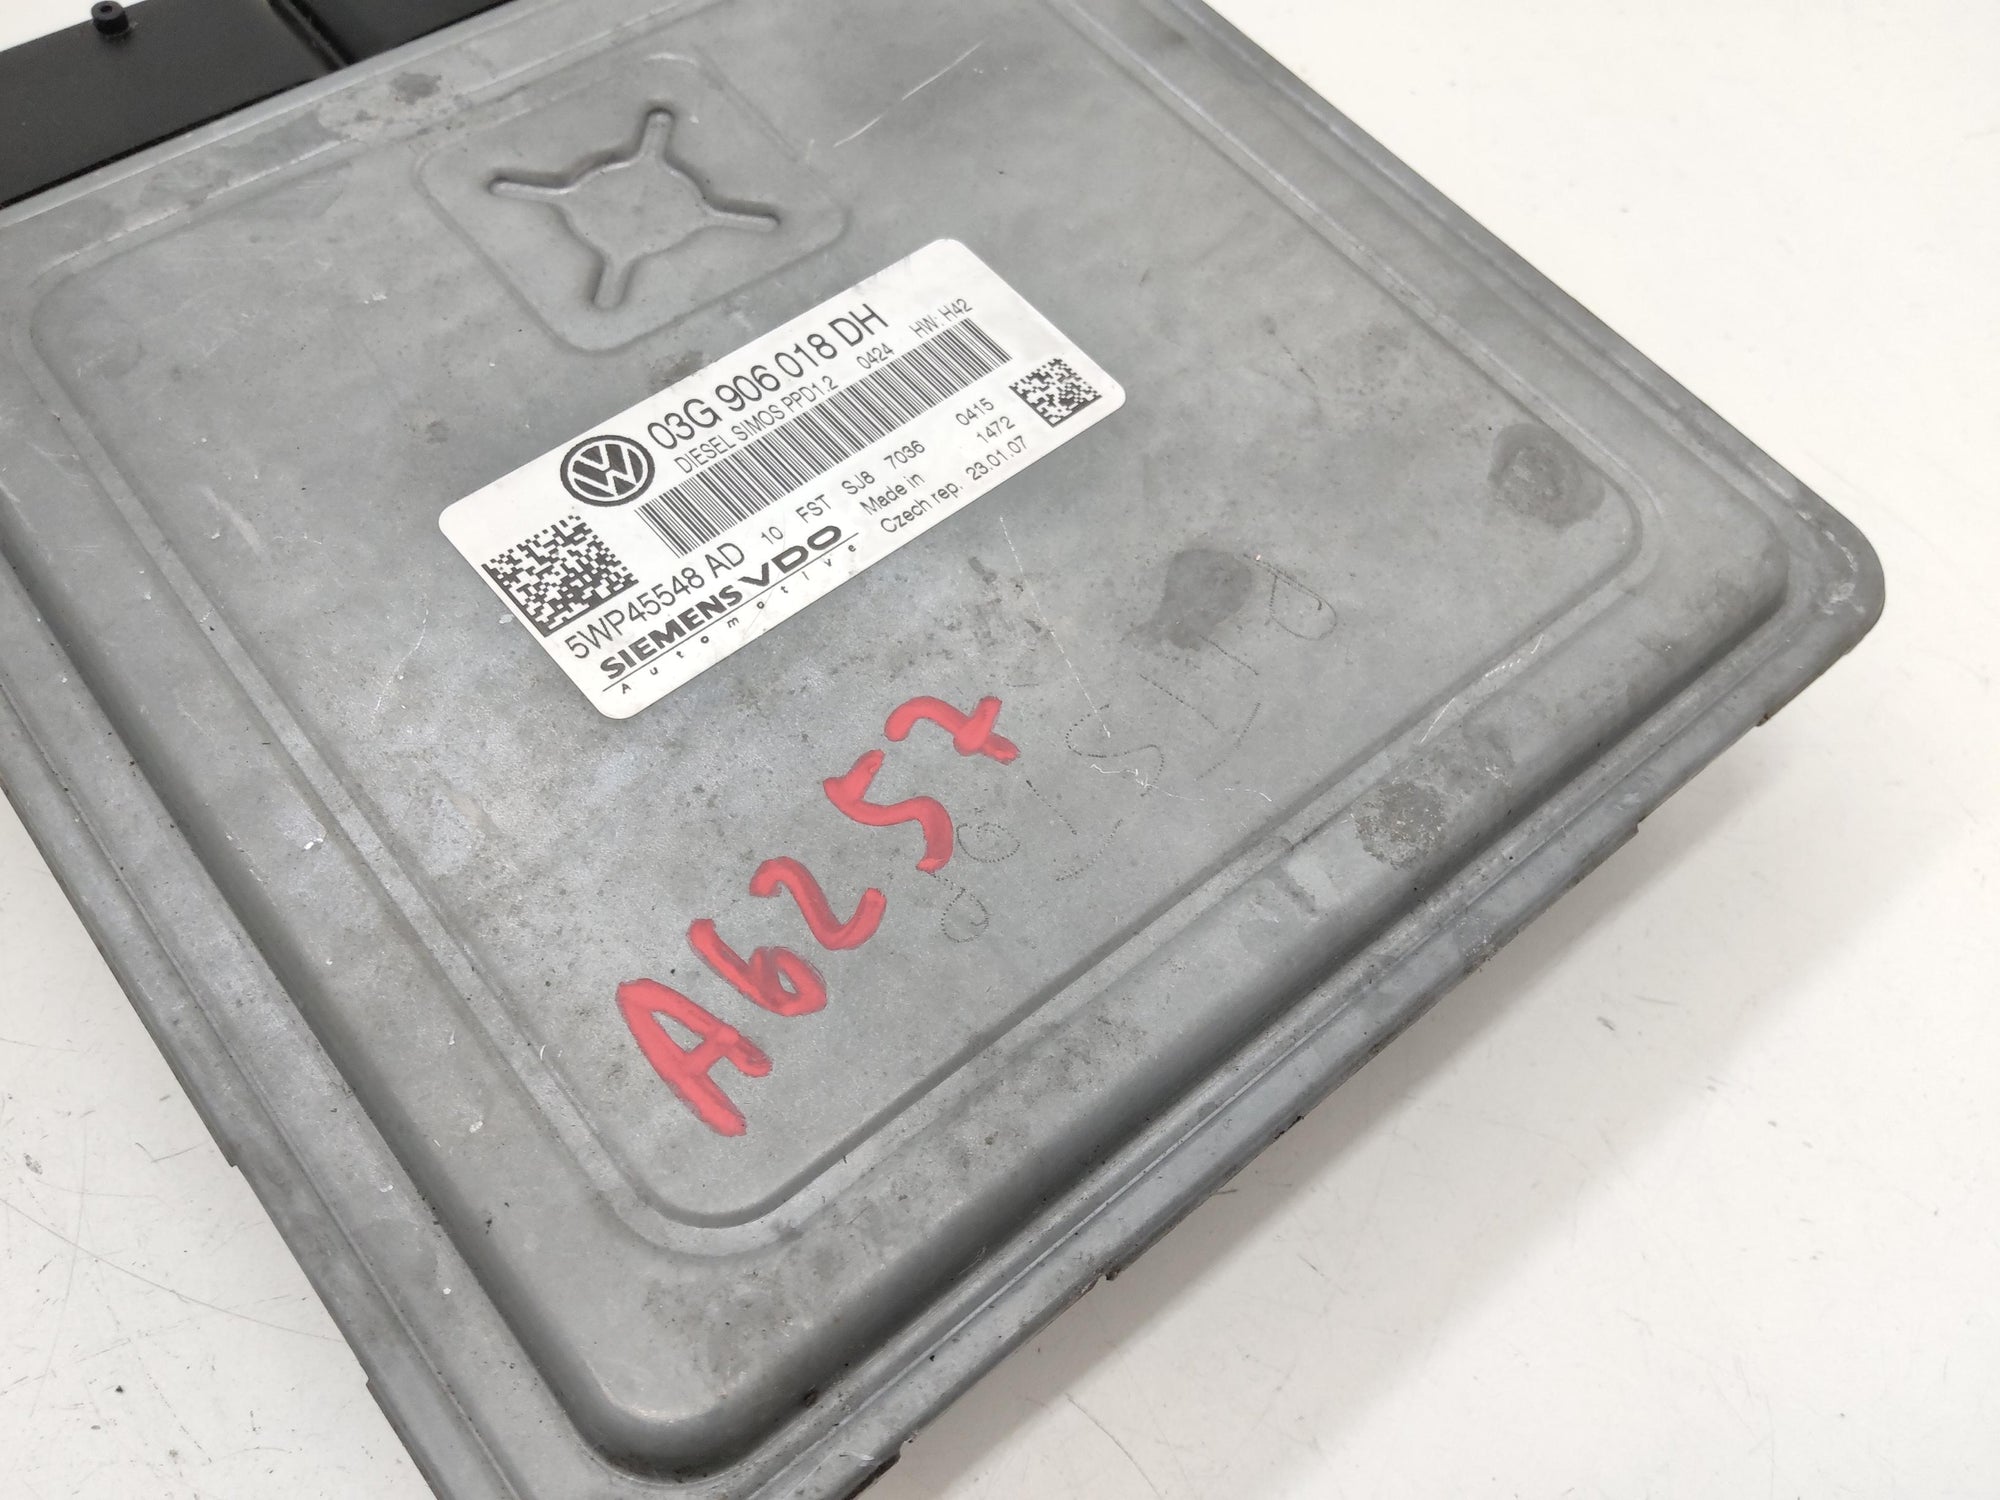 03G 906 018 DH
DIESEL SIMOS PPD1.2 0424 HW: H42
5WP45548 AD 10 FST SJ8 7036 0415
SIEMENS VDO Made in 1472
Automotive Czech rep. 23.01.07
A6257